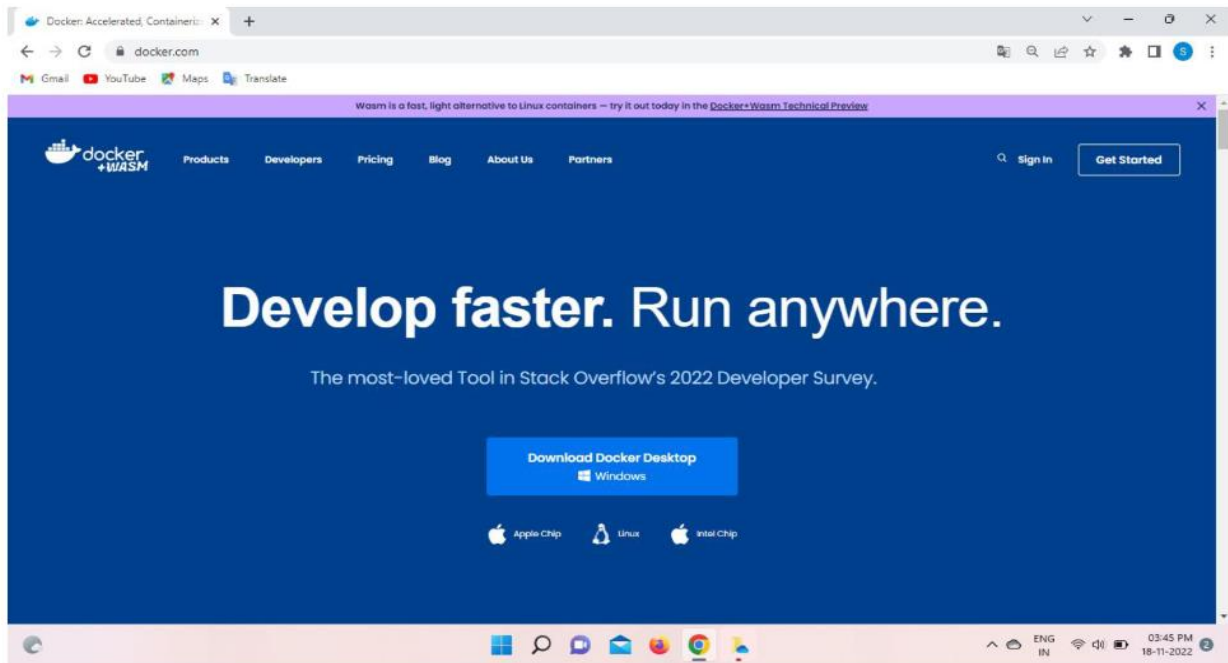 Docker: Accelerated, Containeriz
docker.com
Gmail YouTube Maps Translate
Wasm is a fast, light alternative to Linux containers — try it out today in the Docker+Wasm Technical Preview
docker
+WASM
Products Developers Pricing Blog About Us Partners Sign In Get Started
Develop faster. Run anywhere.
The most-loved Tool in Stack Overflow's 2022 Developer Survey.
Download Docker Desktop
Windows
Apple Chip Linux Intel Chip
ENG
IN
03:45 PM
18-11-2022
2
S